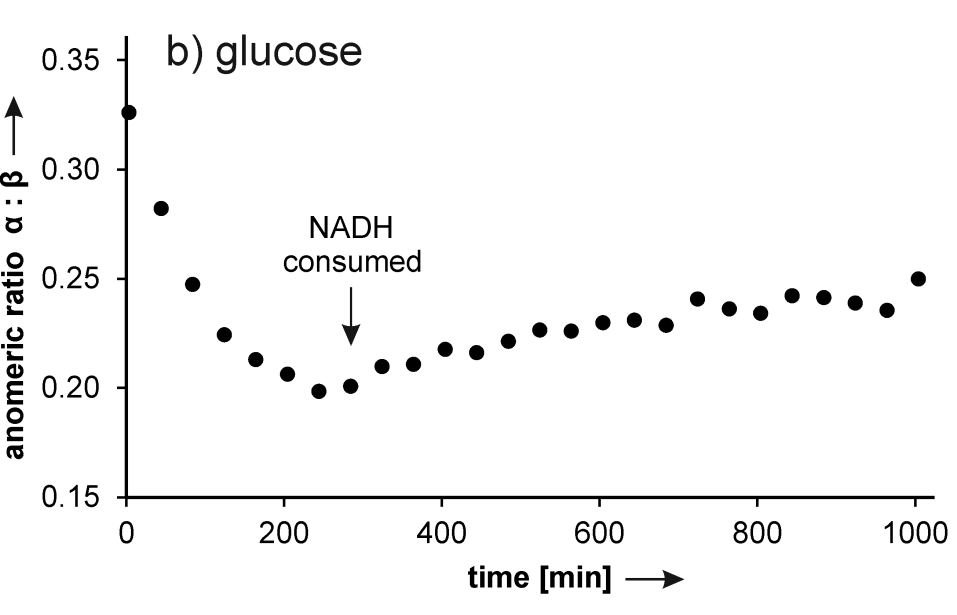 b) glucose
0.35
0.30
0.25
0.20
0.15
anomeric ratio α : β
NADH
consumed
0 200 400 600 800 1000
time [min]